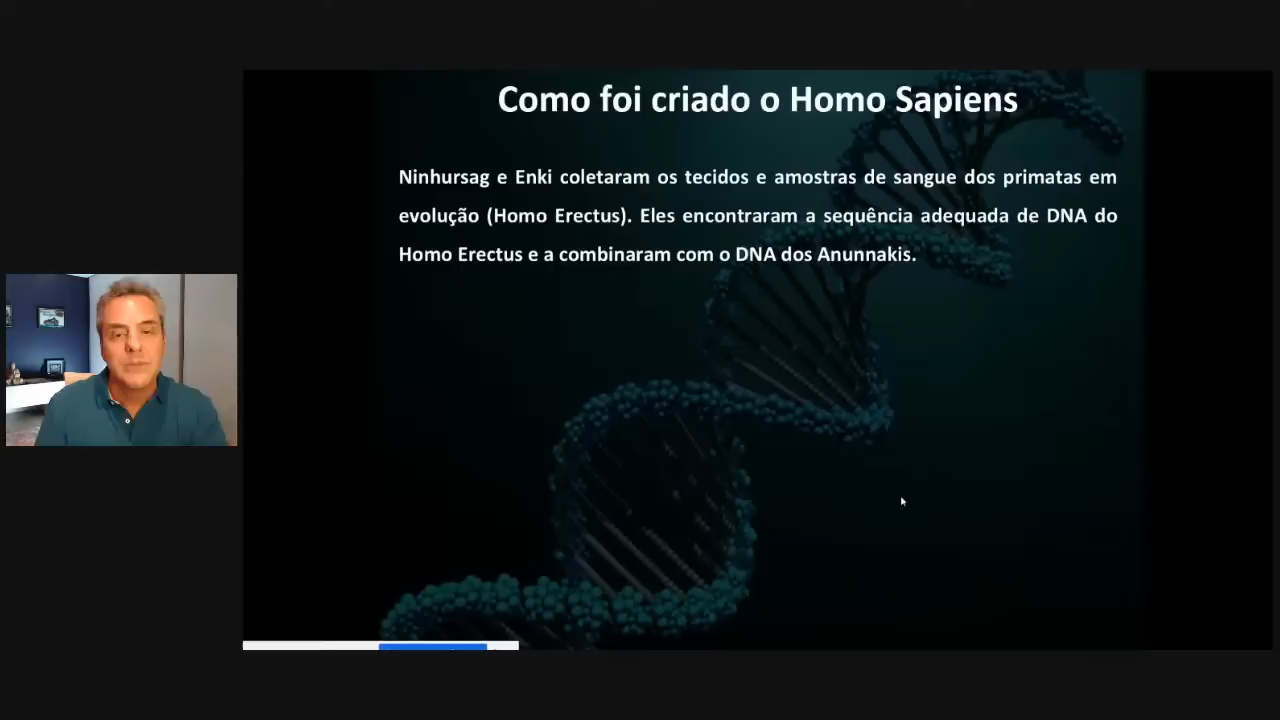 Como foi criado o Homo Sapiens
Ninhursag e Enki coletaram os tecidos e amostras de sangue dos primatas em
evolução (Homo Erectus). Eles encontraram a sequência adequada de DNA do
Homo Erectus e a combinaram com o DNA dos Anunnakis.